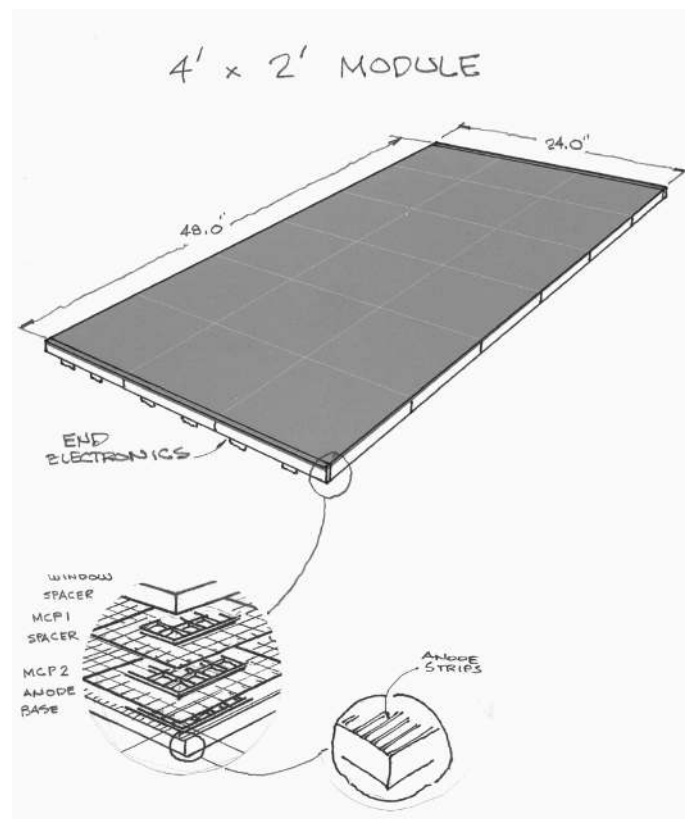 4' x 2' MODULE
24.0"
48.0"
END
ELECTRONICS
WINDOW
SPACER
MCP1
SPACER
MCP2
ANODE
BASE
ANODE
STRIPS